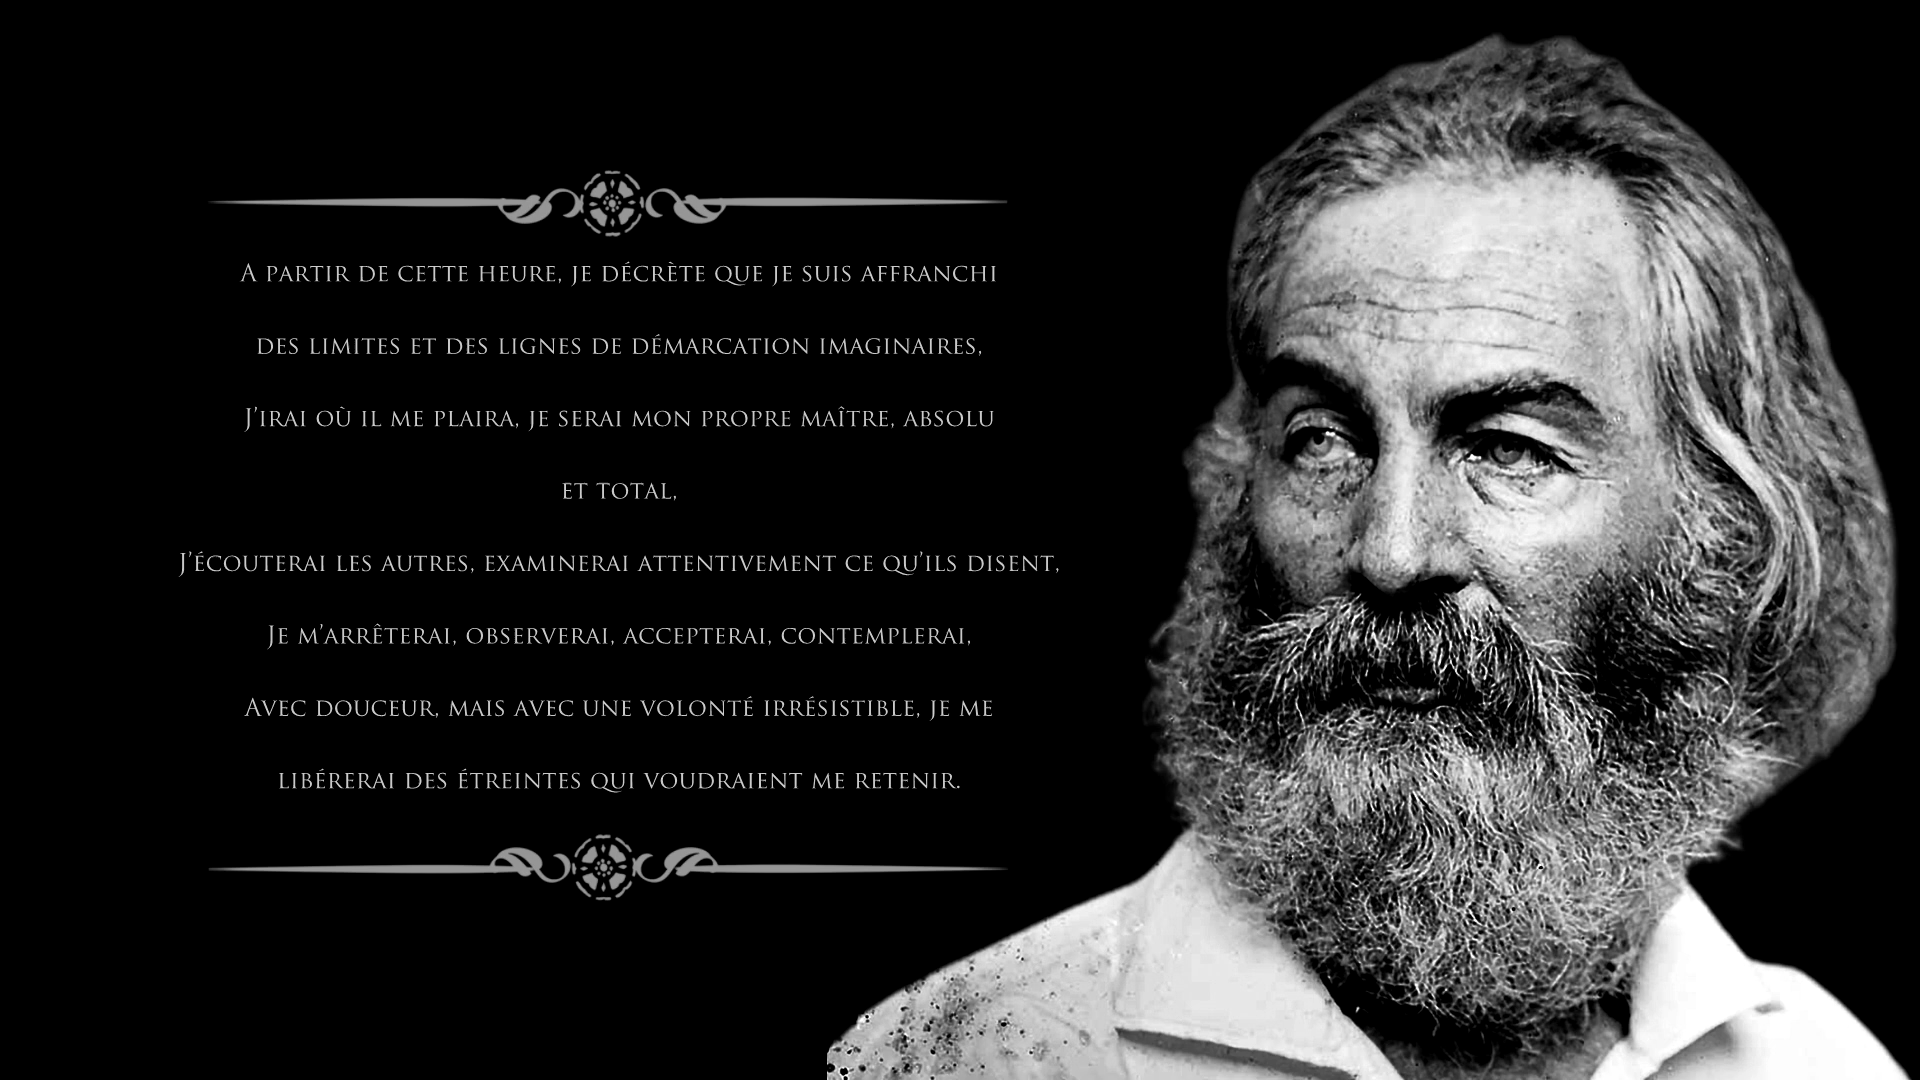 A partir de cette heure, je décrète que je suis affranchi
des limites et des lignes de démarcation imaginaires,
J'irai où il me plaira, je serai mon propre maître, absolu
et total,
J'écouterai les autres, examinerai attentivement ce qu'ils disent,
Je m'arrêterai, observerai, accepterai, contemplerai,
Avec douceur, mais avec une volonté irrésistible, je me
libérerai des étreintes qui voudraient me retenir.